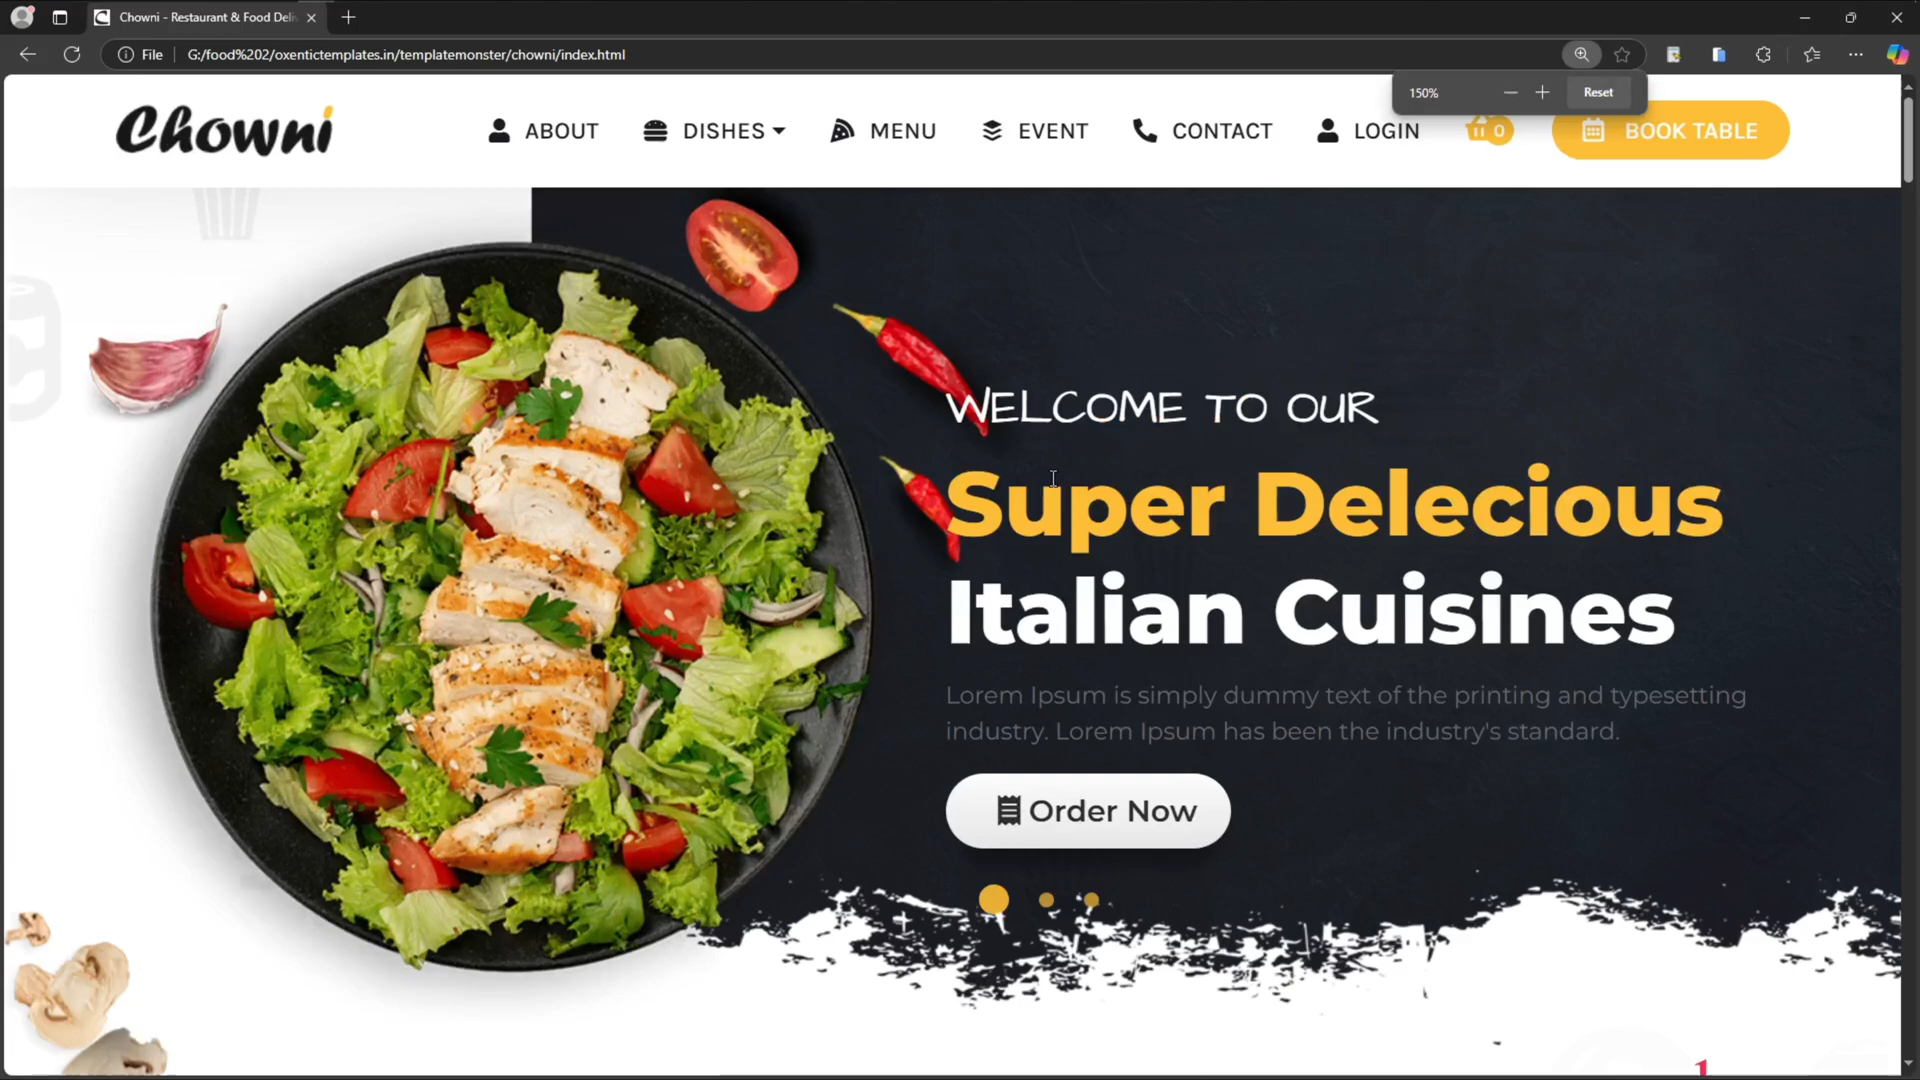 Chowni - Restaurant & Food Deli
File
G:/food%202/oxentictemplates.in/templatemonster/chowni/index.html
150%
Reset
Chowni
ABOUT
DISHES
MENU
EVENT
CONTACT
LOGIN
0
BOOK TABLE
WELCOME TO OUR
Super Delecious
Italian Cuisines
Lorem Ipsum is simply dummy text of the printing and typesetting
industry. Lorem Ipsum has been the industry's standard.
Order Now